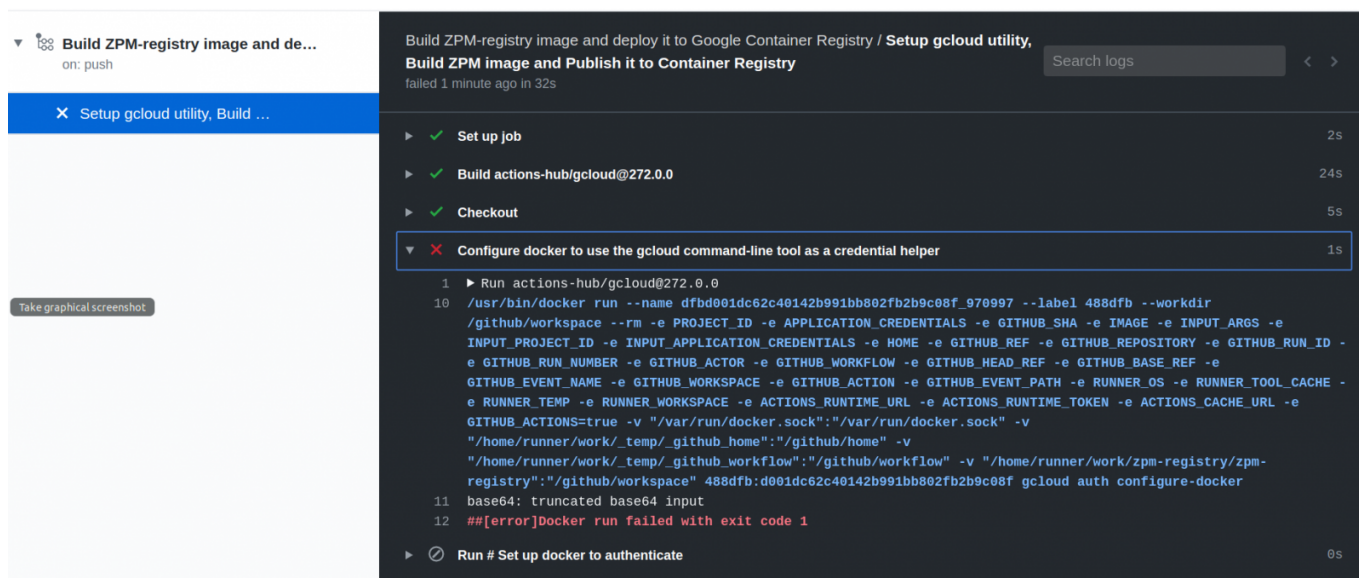 Build ZPM-registry image and de...
on: push
Setup gcloud utility, Build ...
Take graphical screenshot
Build ZPM-registry image and deploy it to Google Container Registry / Setup gcloud utility,
Build ZPM image and Publish it to Container Registry
failed 1 minute ago in 32s
Search logs
Set up job 2s
Build actions-hub/gcloud@272.0.0 24s
Checkout 5s
Configure docker to use the gcloud command-line tool as a credential helper 1s
1 Run actions-hub/gcloud@272.0.0
10 /usr/bin/docker run --name dfbd001dc62c40142b991bb802fb2b9c08f_970997 --label 488dfb --workdir
/github/workspace --rm -e PROJECT_ID -e APPLICATION_CREDENTIALS -e GITHUB_SHA -e IMAGE -e INPUT_ARGS -e
INPUT_PROJECT_ID -e INPUT_APPLICATION_CREDENTIALS -e HOME -e GITHUB_REF -e GITHUB_REPOSITORY -e GITHUB_RUN_ID -
e GITHUB_RUN_NUMBER -e GITHUB_ACTOR -e GITHUB_WORKFLOW -e GITHUB_HEAD_REF -e GITHUB_BASE_REF -e
GITHUB_EVENT_NAME -e GITHUB_WORKSPACE -e GITHUB_ACTION -e GITHUB_EVENT_PATH -e RUNNER_OS -e RUNNER_TOOL_CACHE -
e RUNNER_TEMP -e RUNNER_WORKSPACE -e ACTIONS_RUNTIME_URL -e ACTIONS_RUNTIME_TOKEN -e ACTIONS_CACHE_URL -e
GITHUB_ACTIONS=true -v "/var/run/docker.sock":"/var/run/docker.sock" -v
"/home/runner/work/_temp/_github_home":"/github/home" -v
"/home/runner/work/_temp/_github_workflow":"/github/workflow" -v "/home/runner/work/zpm-registry/zpm-
registry":"/github/workspace" 488dfb:d001dc62c40142b991bb802fb2b9c08f gcloud auth configure-docker
11 base64: truncated base64 input
12 ##[error]Docker run failed with exit code 1
Run # Set up docker to authenticate 0s